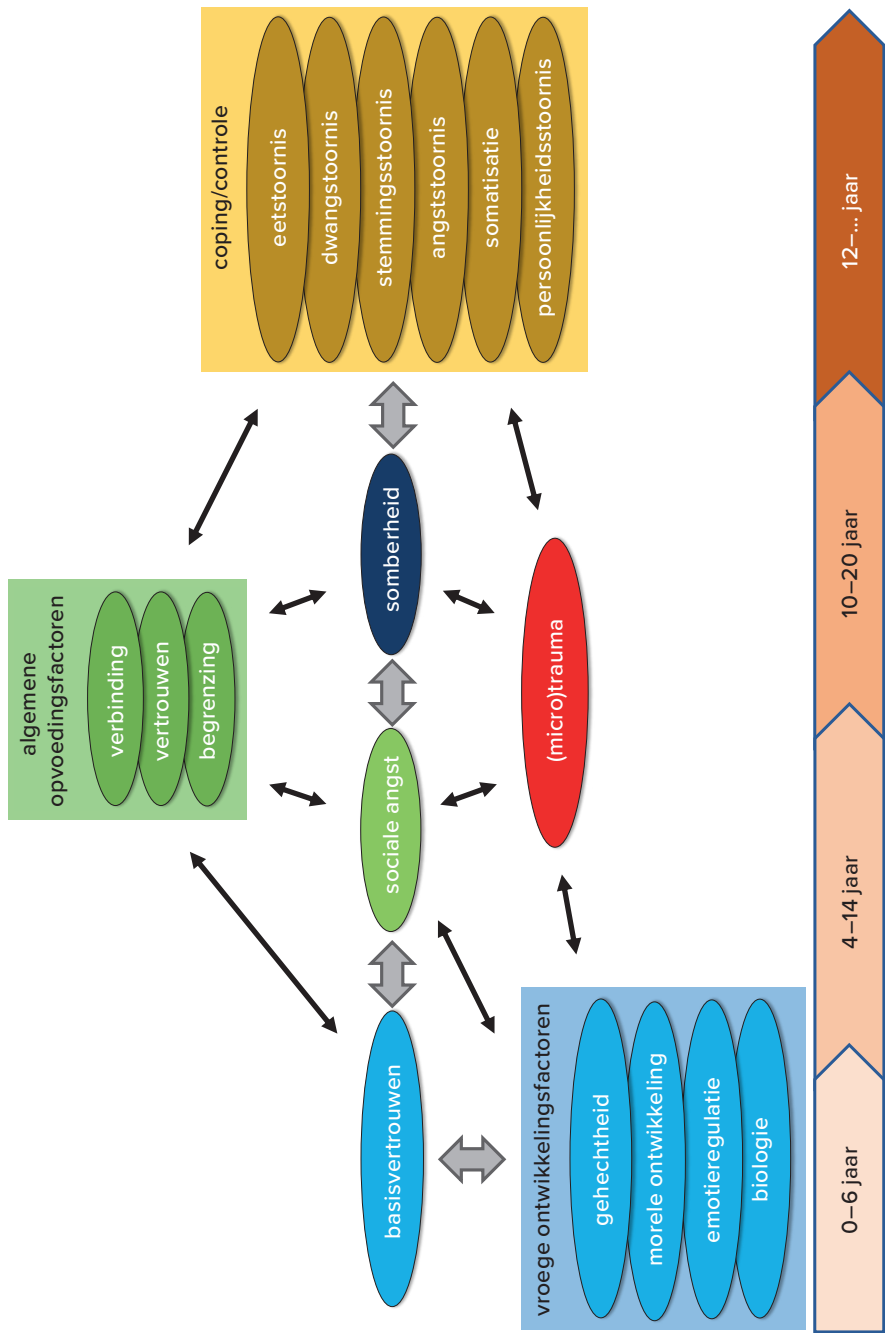 algemene
opvoedingsfactoren
verbinding
vertrouwen
begrenzing
coping/controle
eetstoornis
dwangstoornis
stemmingsstoornis
angststoornis
somatisatie
persoonlijkheidsstoornis
basisvertrouwen
sociale angst
somberheid
(micro)trauma
vroege ontwikkelingsfactoren
gehechtheid
morele ontwikkeling
emotieregulatie
biologie
0–6 jaar
4–14 jaar
10–20 jaar
12–... jaar